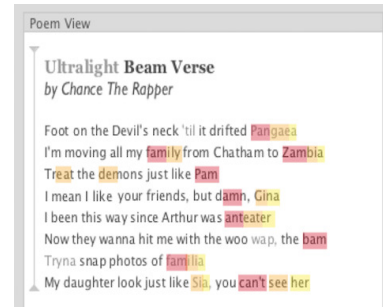 Poem View
Ultralight Beam Verse
by Chance The Rapper
Foot on the Devil's neck 'til it drifted Pangaea
I'm moving all my family from Chatham to Zambia
Treat the demons just like Pam
I mean I like your friends, but damn, Gina
I been this way since Arthur was anteater
Now they wanna hit me with the woo wap, the bam
Tryna snap photos of familia
My daughter look just like Sia, you can't see her